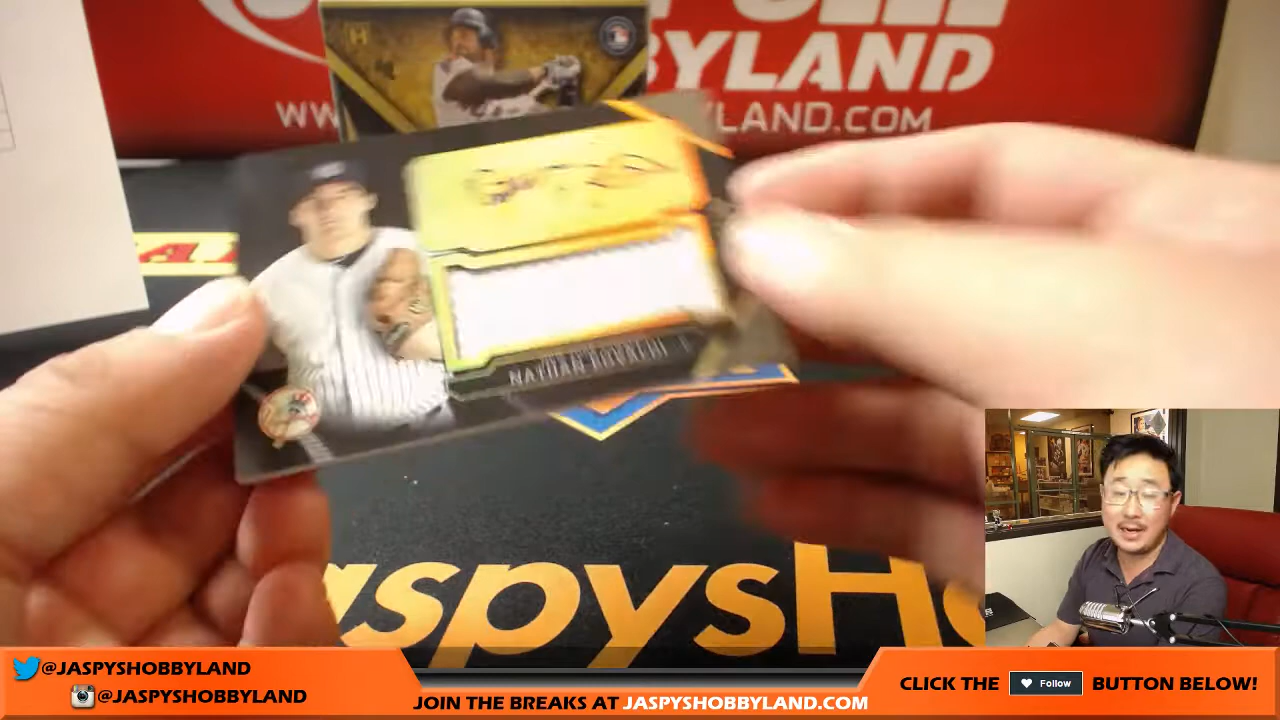 BYLAND
WW
LAND.COM
NATHAN EOVALDI
JaspysHo
@JASPYSHOBBYLAND
@JASPYSHOBBYLAND
JOIN THE BREAKS AT JASPYSHOBBYLAND.COM
CLICK THE Follow BUTTON BELOW!